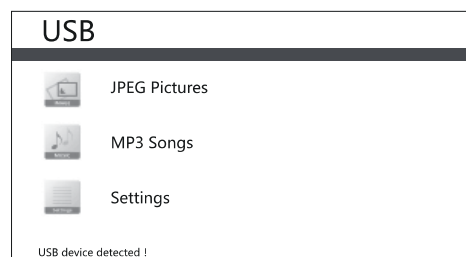 USB
JPEG Pictures
MP3 Songs
Settings
USB device detected !